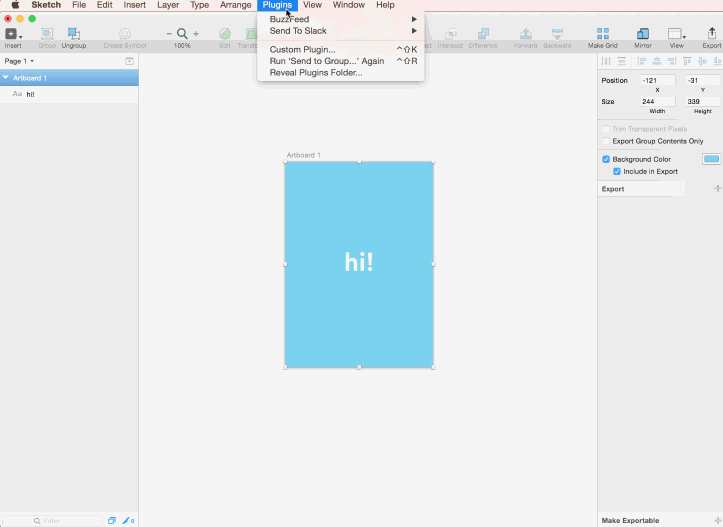 Sketch File Edit Insert Layer Type Arrange Plugins View Window Help
BuzzFeed
Send To Slack
Custom Plugin... ^⇧K
Run ‘Send to Group...’ Again ^⇧R
Reveal Plugins Folder...
Insert Group Ungroup Create Symbol 100% Edit Intersect Difference Forward Backward Make Grid Mirror View Export
Page 1
Artboard 1
Aa hi!
Artboard 1
hi!
Position -121 -31
X Y
Size 244 339
Width Height
Trim Transparent Pixels
Export Group Contents Only
Background Color
Include in Export
Export
Filter 0
Make Exportable